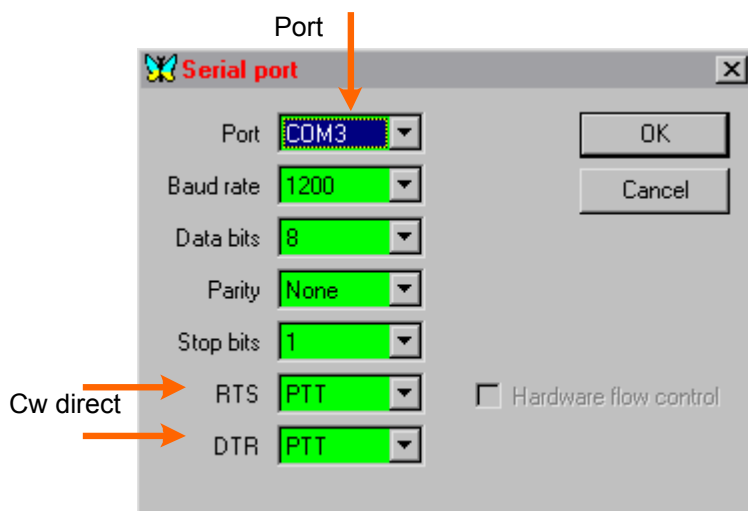 Port
Serial port
Port COM3 OK
Baud rate 1200 Cancel
Data bits 8
Parity None
Stop bits 1
Cw direct
RTS PTT Hardware flow control
DTR PTT